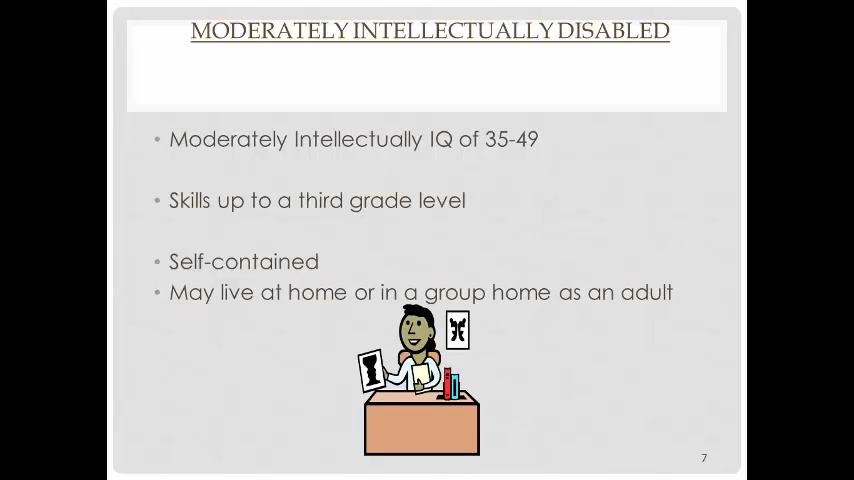 MODERATELY INTELLECTUALLY DISABLED
• Moderately Intellectually IQ of 35-49
• Skills up to a third grade level
• Self-contained
• May live at home or in a group home as an adult
7